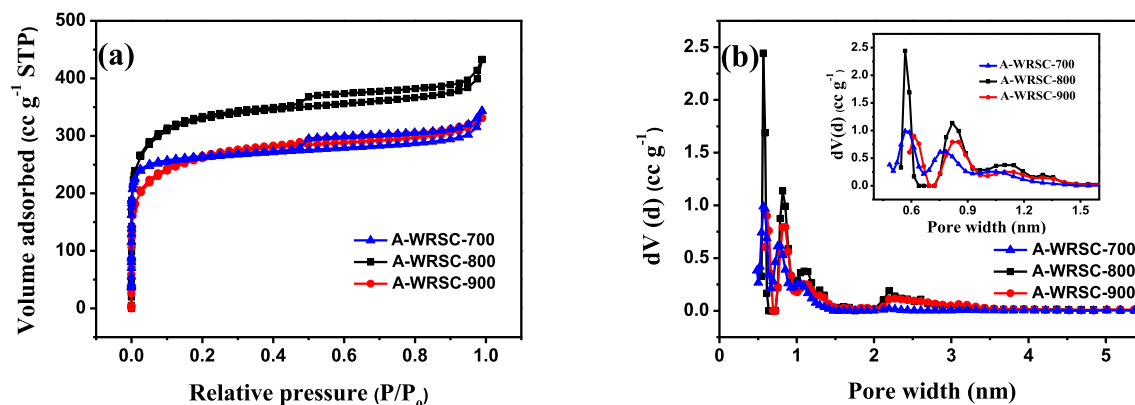 (a)
Volume adsorbed (cc g⁻¹ STP)
500
400
300
200
100
0
0.0 0.2 0.4 0.6 0.8 1.0
Relative pressure (P/P₀)
A-WRSC-700
A-WRSC-800
A-WRSC-900
(b)
dV (d) (cc g⁻¹)
2.5
2.0
1.5
1.0
0.5
0.0
0 1 2 3 4 5
Pore width (nm)
A-WRSC-700
A-WRSC-800
A-WRSC-900
dV(d) (cc g⁻¹)
2.5
2.0
1.5
1.0
0.5
0.0
0.6 0.9 1.2 1.5
Pore width (nm)
A-WRSC-700
A-WRSC-800
A-WRSC-900